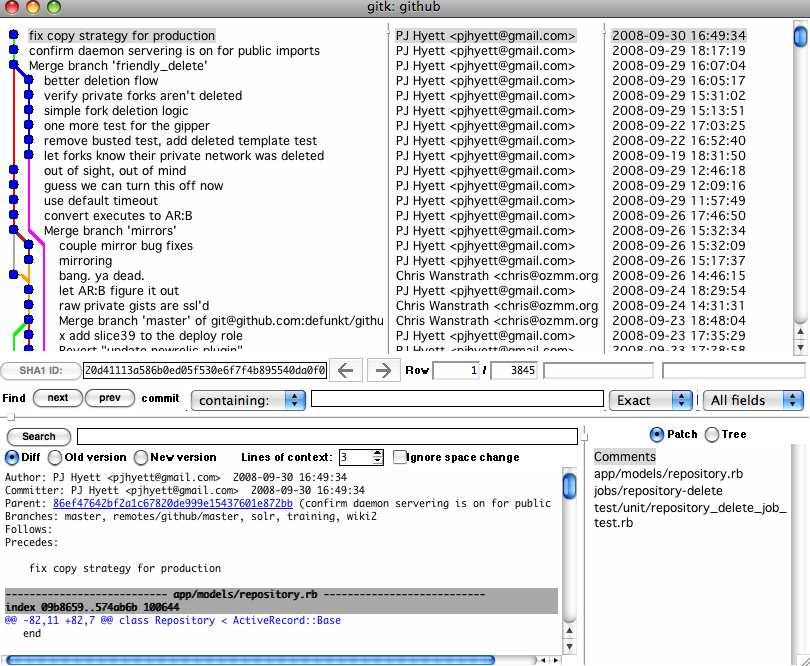 gitk: github
fix copy strategy for production PJ Hyett <pjhyett@gmail.com> 2008-09-30 16:49:34
confirm daemon servering is on for public imports PJ Hyett <pjhyett@gmail.com> 2008-09-29 18:17:19
Merge branch 'friendly_delete' PJ Hyett <pjhyett@gmail.com> 2008-09-29 16:07:04
better deletion flow PJ Hyett <pjhyett@gmail.com> 2008-09-29 16:05:17
verify private forks aren't deleted PJ Hyett <pjhyett@gmail.com> 2008-09-29 15:31:02
simple fork deletion logic PJ Hyett <pjhyett@gmail.com> 2008-09-29 15:13:51
one more test for the gipper PJ Hyett <pjhyett@gmail.com> 2008-09-22 17:03:25
remove busted test, add deleted template test PJ Hyett <pjhyett@gmail.com> 2008-09-22 16:52:40
let forks know their private network was deleted PJ Hyett <pjhyett@gmail.com> 2008-09-19 18:31:50
out of sight, out of mind PJ Hyett <pjhyett@gmail.com> 2008-09-29 12:46:18
guess we can turn this off now PJ Hyett <pjhyett@gmail.com> 2008-09-29 12:09:16
use default timeout PJ Hyett <pjhyett@gmail.com> 2008-09-29 11:57:49
convert executes to AR:B PJ Hyett <pjhyett@gmail.com> 2008-09-26 17:46:50
Merge branch 'mirrors' PJ Hyett <pjhyett@gmail.com> 2008-09-26 15:32:34
couple mirror bug fixes PJ Hyett <pjhyett@gmail.com> 2008-09-26 15:32:09
mirroring PJ Hyett <pjhyett@gmail.com> 2008-09-26 15:17:37
bang. ya dead. Chris Wanstrath <chris@ozmm.org 2008-09-26 14:46:15
let AR:B figure it out PJ Hyett <pjhyett@gmail.com> 2008-09-24 18:29:54
raw private gists are ssl'd Chris Wanstrath <chris@ozmm.org 2008-09-24 14:31:31
Merge branch 'master' of git@github.com:defunkt/githu Chris Wanstrath <chris@ozmm.org 2008-09-23 18:48:04
x add slice39 to the deploy role PJ Hyett <pjhyett@gmail.com> 2008-09-23 17:35:29
Revert "update newrelic plugin" PJ Hyett <pjhyett@gmail.com> 2008-09-23 17:28:58
SHA1 ID: 20d41113a586b0ed05f530e6f7f4b895540da0f0 Row 1 / 3845
Find next prev commit containing: Exact All fields
Search
Diff Old version New version Lines of context: 3 Ignore space change
Author: PJ Hyett <pjhyett@gmail.com> 2008-09-30 16:49:34
Committer: PJ Hyett <pjhyett@gmail.com> 2008-09-30 16:49:34
Parent: 86ef47642bf2a1c67820de999e15437601e872bb (confirm daemon servering is on for public
Branches: master, remotes/github/master, solr, training, wiki2
Follows:
Precedes:
fix copy strategy for production
--------------------------- app/models/repository.rb ---------------------------
index 09b8659..574ab6b 100644
@@ -82,11 +82,7 @@ class Repository < ActiveRecord::Base
end
Patch Tree
Comments
app/models/repository.rb
jobs/repository-delete
test/unit/repository_delete_job_
test.rb